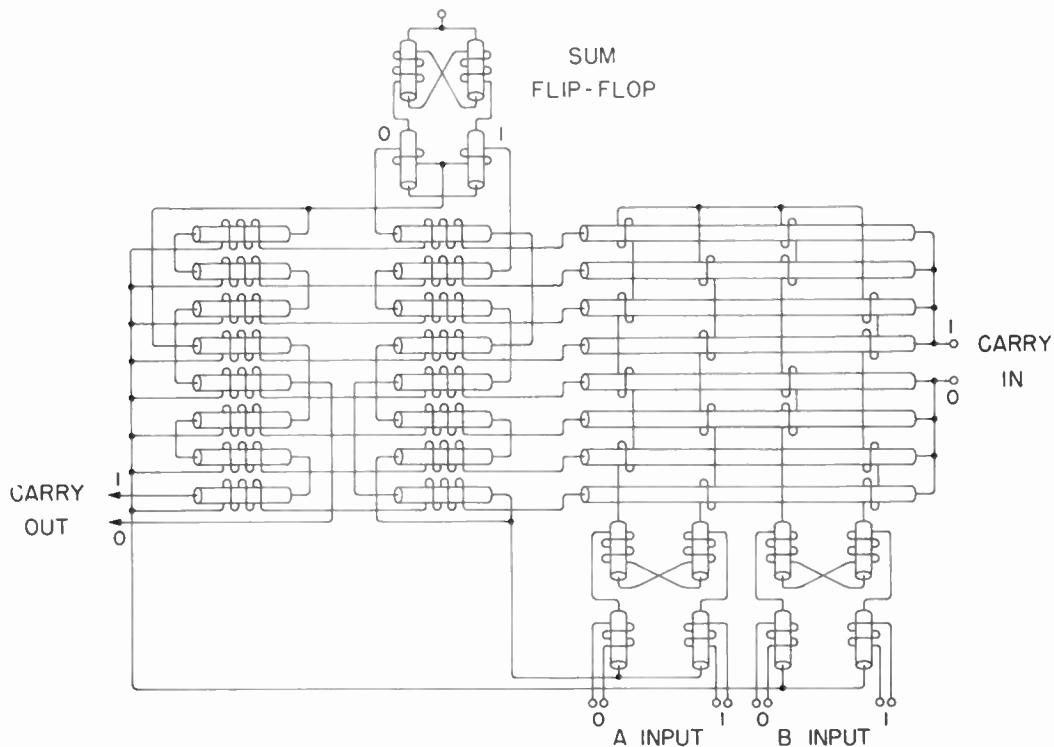 SUM
FLIP-FLOP
0 1
1
CARRY
IN
0
1
CARRY
OUT
0
0 1 0 1
A INPUT B INPUT